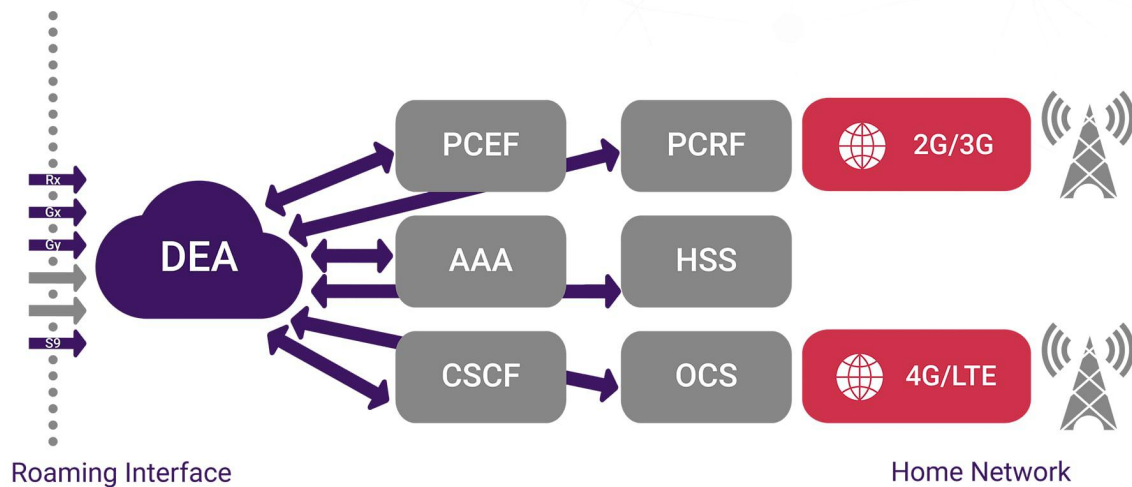 PCEF
PCRF
2G/3G
Rx
Gx
Gy
S9
DEA
AAA
HSS
CSCF
OCS
4G/LTE
Roaming Interface
Home Network